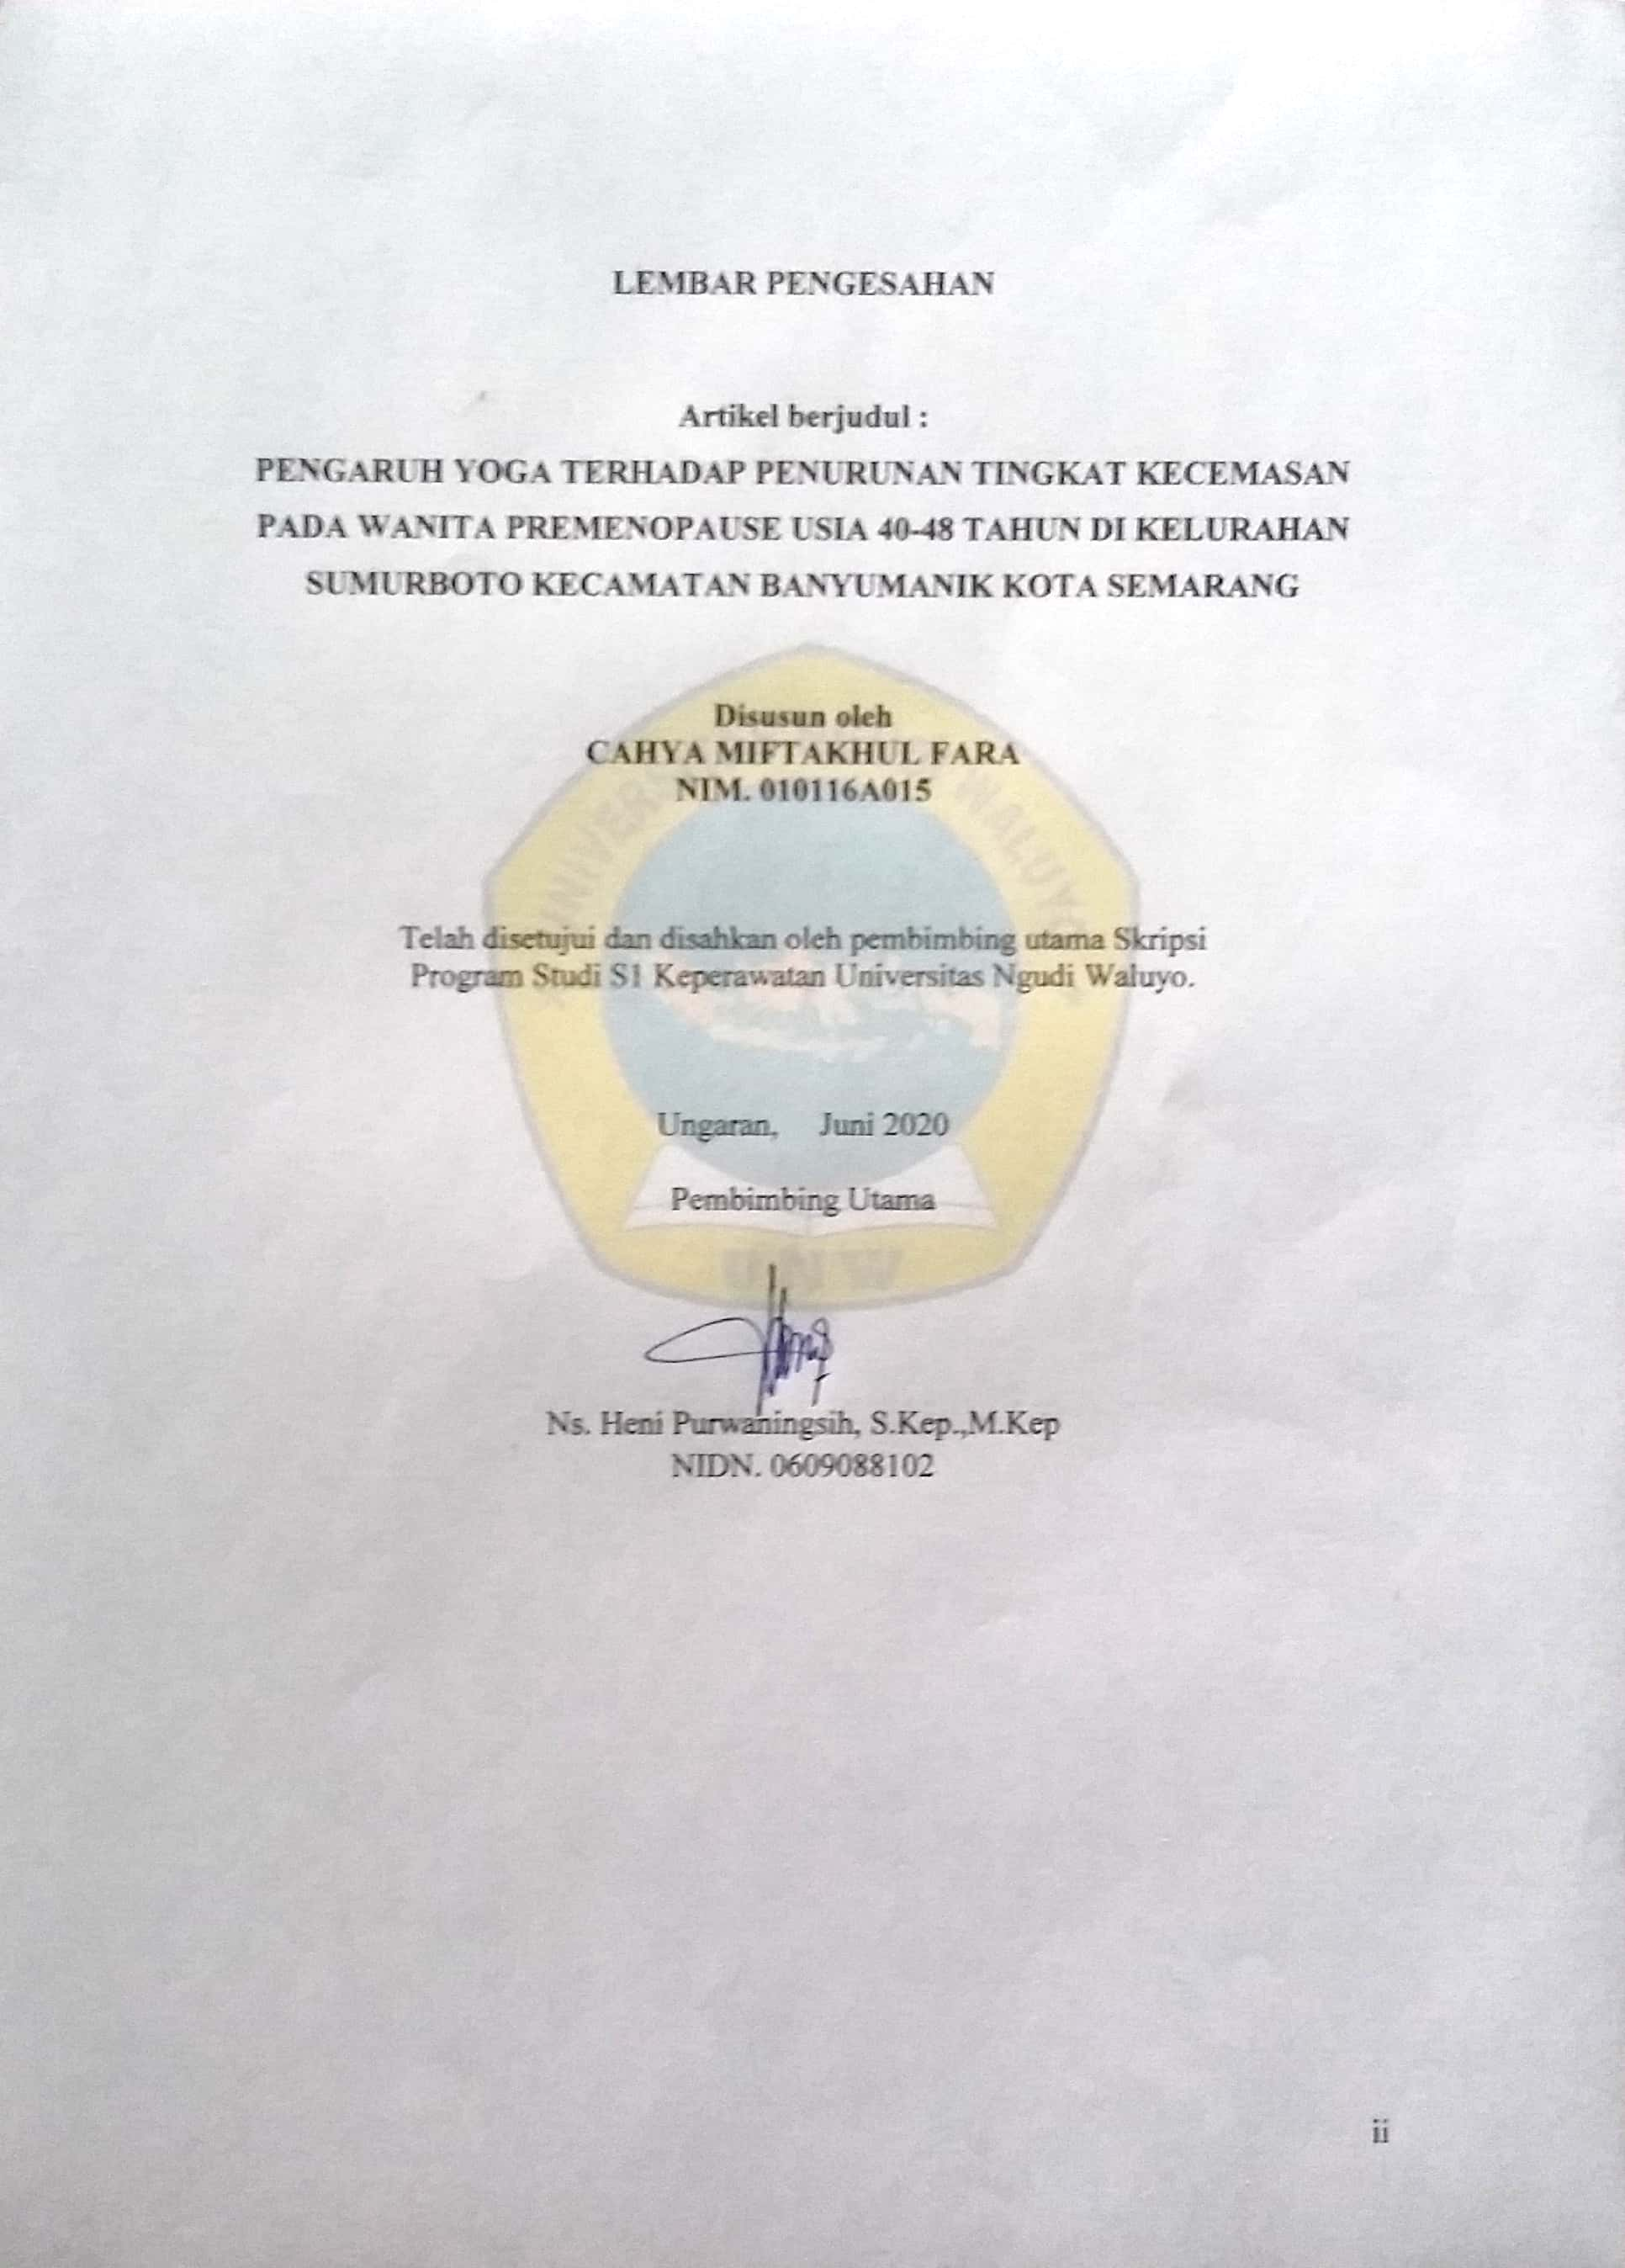 LEMBAR PENGESAHAN
Artikel berjudul :
PENGARUH YOGA TERHADAP PENURUNAN TINGKAT KECEMASAN
PADA WANITA PREMENOPAUSE USIA 40-48 TAHUN DI KELURAHAN
SUMURBOTO KECAMATAN BANYUMANIK KOTA SEMARANG
Disusun oleh
CAHYA MIFTAKHUL FARA
NIM. 010116A015
WALUYO
Telah disetujui dan disahkan oleh pembimbing utama Skripsi
Program Studi S1 Keperawatan Universitas Ngudi Waluyo.
Ungaran, Juni 2020
Pembimbing Utama
UNW
Ns. Heni Purwaningsih, S.Kep.,M.Kep
NIDN. 0609088102
ii